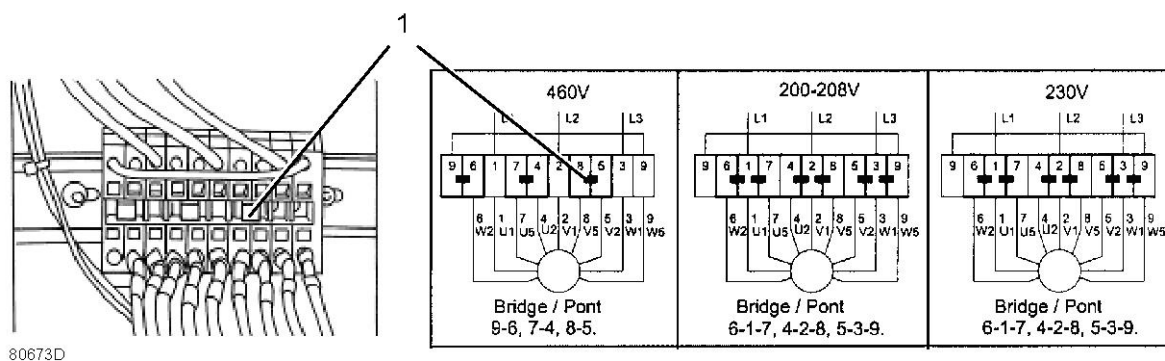 1
460V
L1 L2 L3
9 6 1 7 4 2 8 5 3 9
6 1 7 4 2 8 5 3 9
W2 U1 U5 U2 V1 V5 V2 W1 W5
Bridge / Pont
9-6, 7-4, 8-5.
200-208V
L1 L2 L3
9 6 1 7 4 2 8 5 3 9
6 1 7 4 2 8 5 3 9
W2 U1 U5 U2 V1 V5 V2 W1 W5
Bridge / Pont
6-1-7, 4-2-8, 5-3-9.
230V
L1 L2 L3
9 6 1 7 4 2 8 5 3 9
6 1 7 4 2 8 5 3 9
W2 U1 U5 U2 V1 V5 V2 W1 W5
Bridge / Pont
6-1-7, 4-2-8, 5-3-9.
80673D